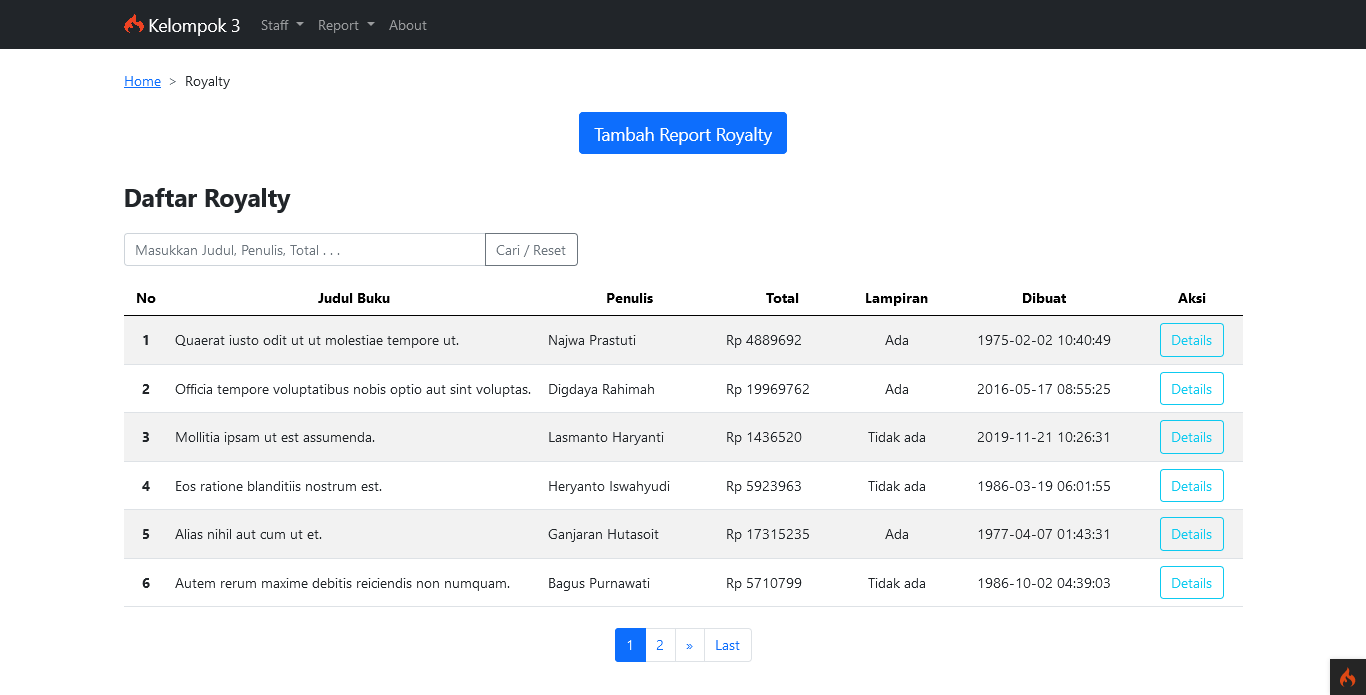 Kelompok 3 Staff Report About
Home > Royalty
Tambah Report Royalty
Daftar Royalty
Masukkan Judul, Penulis, Total . . . Cari / Reset
No Judul Buku Penulis Total Lampiran Dibuat Aksi
1 Quaerat iusto odit ut ut molestiae tempore ut. Najwa Prastuti Rp 4889692 Ada 1975-02-02 10:40:49 Details
2 Officia tempore voluptatibus nobis optio aut sint voluptas. Digdaya Rahimah Rp 19969762 Ada 2016-05-17 08:55:25 Details
3 Mollitia ipsam ut est assumenda. Lasmanto Haryanti Rp 1436520 Tidak ada 2019-11-21 10:26:31 Details
4 Eos ratione blanditiis nostrum est. Heryanto Iswahyudi Rp 5923963 Tidak ada 1986-03-19 06:01:55 Details
5 Alias nihil aut cum ut et. Ganjaran Hutasoit Rp 17315235 Ada 1977-04-07 01:43:31 Details
6 Autem rerum maxime debitis reiciendis non numquam. Bagus Purnawati Rp 5710799 Tidak ada 1986-10-02 04:39:03 Details
1 2 » Last